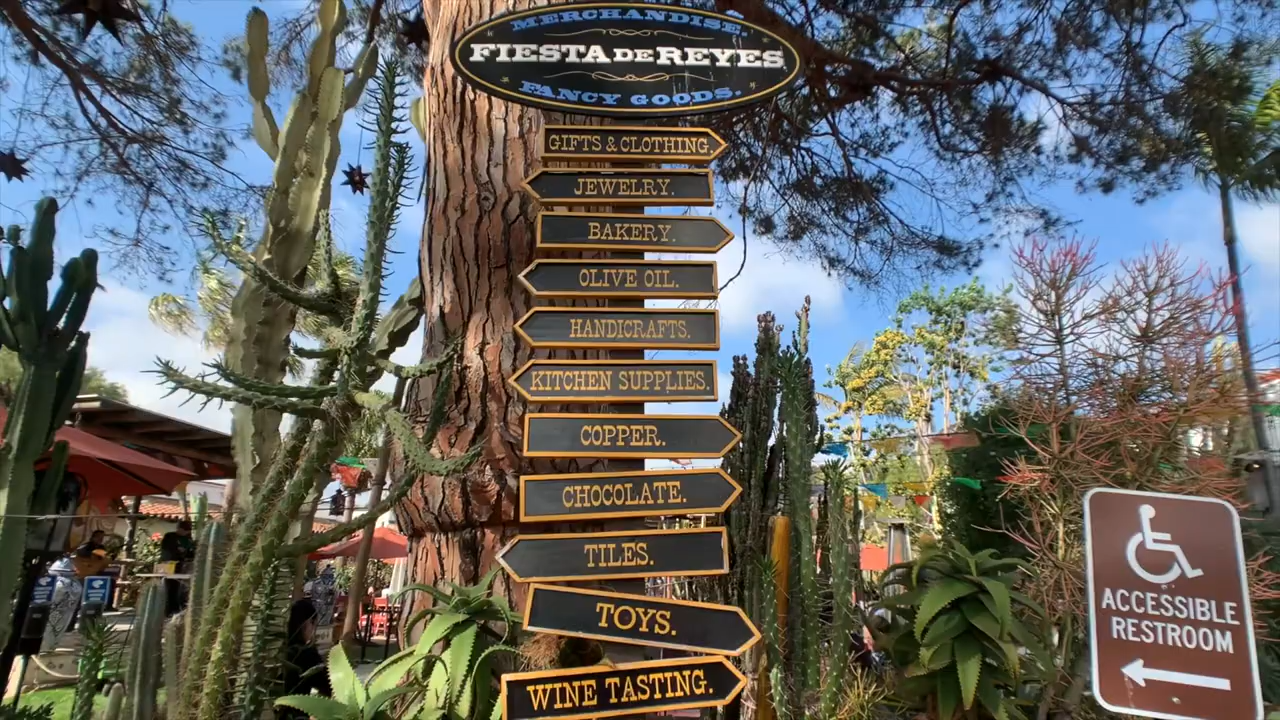 MERCHANDISE.
FIESTA DE REYES
FANCY GOODS.
GIFTS & CLOTHING.
JEWELRY.
BAKERY.
OLIVE OIL.
HANDICRAFTS.
KITCHEN SUPPLIES.
COPPER.
CHOCOLATE.
TILES.
TOYS.
WINE TASTING.
ACCESSIBLE
RESTROOM